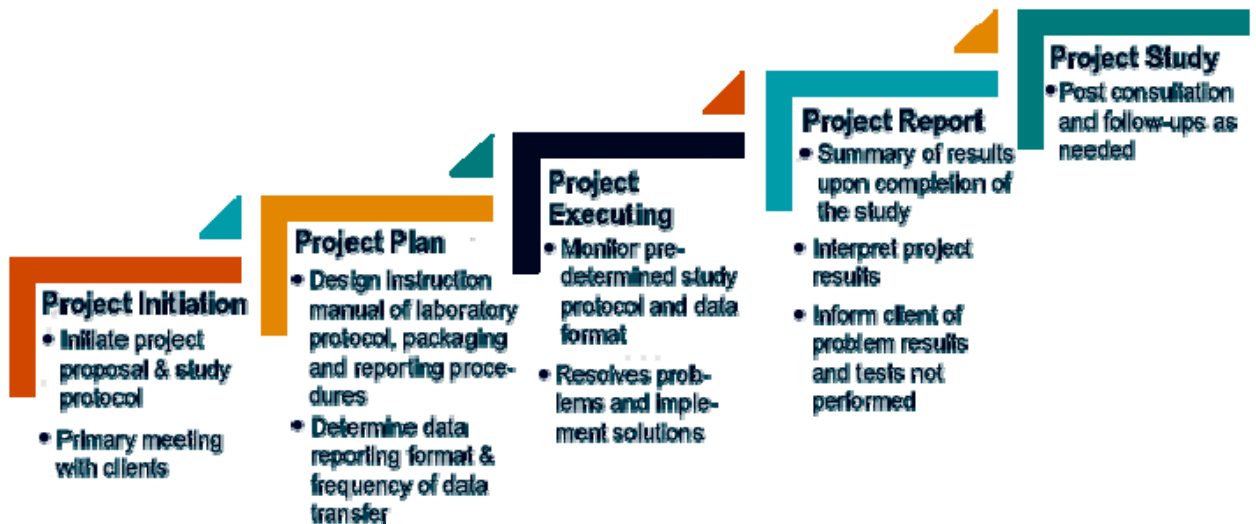 Project Initiation
• Initiate project
proposal & study
protocol
• Primary meeting
with clients
Project Plan
• Design Instruction
manual of laboratory
protocol, packaging
and reporting proce-
dures
• Determine data
reporting format &
frequency of data
transfer
Project
Executing
• Monitor pre-
determined study
protocol and data
format
• Resolves prob-
lems and imple-
ment solutions
Project Report
• Summary of results
upon completion of
the study
• Interpret project
results
• Inform client of
problem results
and tests not
performed
Project Study
• Post consultation
and follow-ups as
needed